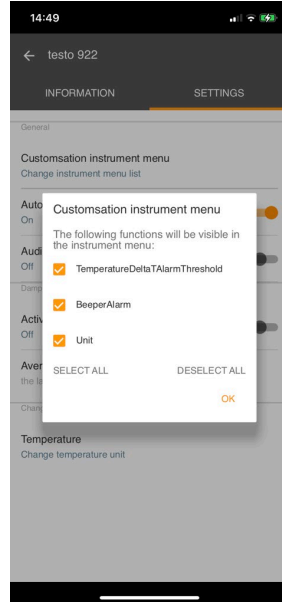 14:49
testo 922
INFORMATION SETTINGS
General
Customsation instrument menu
Change instrument menu list
Auto
On
Audi
Off
Damp
Activ
Off
Aver
the la
Chan
Customsation instrument menu
The following functions will be visible in
the instrument menu:
TemperatureDeltaTAlarmThreshold
BeeperAlarm
Unit
SELECT ALL DESELECT ALL
OK
Temperature
Change temperature unit